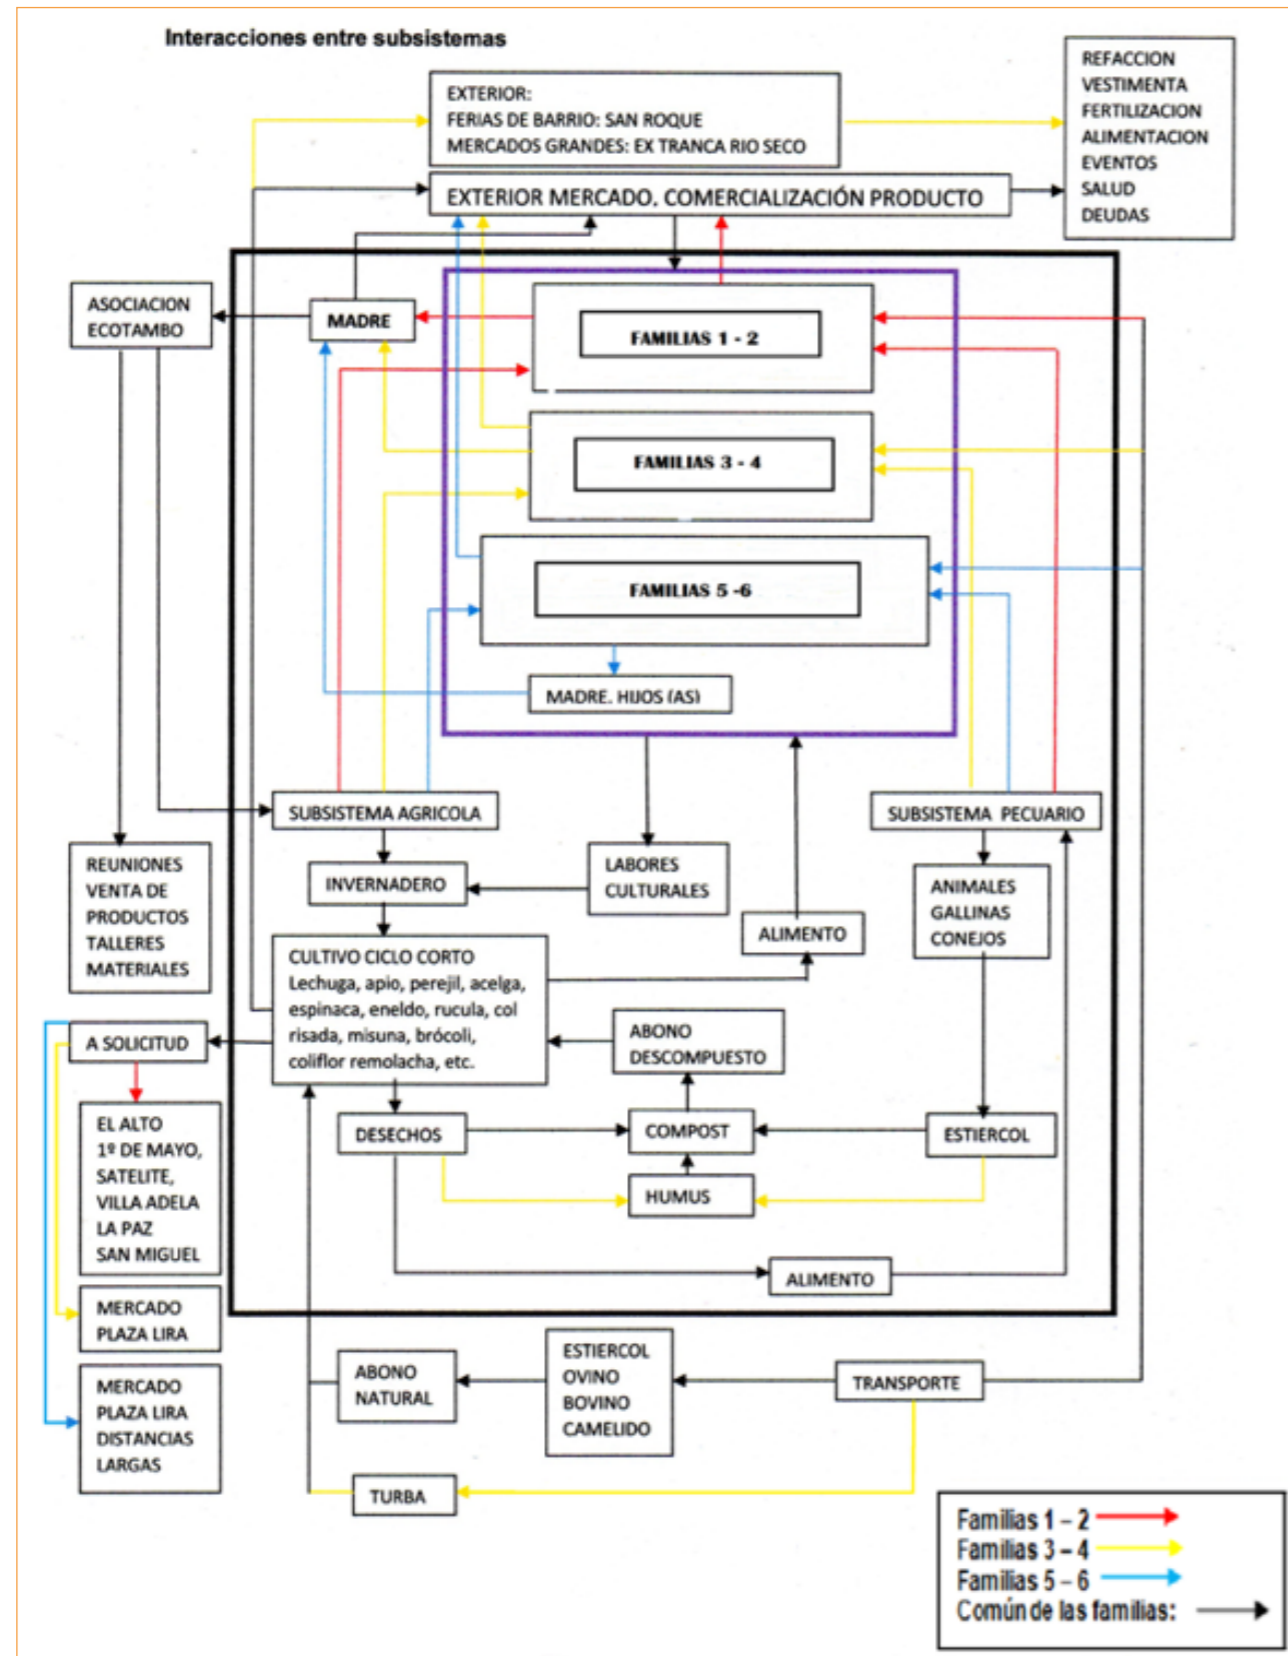 Interacciones entre subsistemas
EXTERIOR:
FERIAS DE BARRIO: SAN ROQUE
MERCADOS GRANDES: EX TRANCA RIO SECO
REFACCION
VESTIMENTA
FERTILIZACION
ALIMENTACION
EVENTOS
SALUD
DEUDAS
EXTERIOR MERCADO. COMERCIALIZACIÓN PRODUCTO
ASOCIACION
ECOTAMBO
MADRE
FAMILIAS 1 - 2
FAMILIAS 3 - 4
FAMILIAS 5 -6
MADRE. HIJOS (AS)
SUBSISTEMA AGRICOLA
SUBSISTEMA PECUARIO
REUNIONES
VENTA DE
PRODUCTOS
TALLERES
MATERIALES
INVERNADERO
LABORES
CULTURALES
ALIMENTO
ANIMALES
GALLINAS
CONEJOS
CULTIVO CICLO CORTO
Lechuga, apio, perejil, acelga,
espinaca, eneldo, rucula, col
risada, misuna, brócoli,
coliflor remolacha, etc.
A SOLICITUD
ABONO
DESCOMPUESTO
EL ALTO
1º DE MAYO,
SATELITE,
VILLA ADELA
LA PAZ
SAN MIGUEL
DESECHOS
COMPOST
ESTIERCOL
HUMUS
ALIMENTO
MERCADO
PLAZA LIRA
MERCADO
PLAZA LIRA
DISTANCIAS
LARGAS
ABONO
NATURAL
ESTIERCOL
OVINO
BOVINO
CAMELIDO
TRANSPORTE
TURBA
Familias 1 – 2
Familias 3 – 4
Familias 5 – 6
Común de las familias: